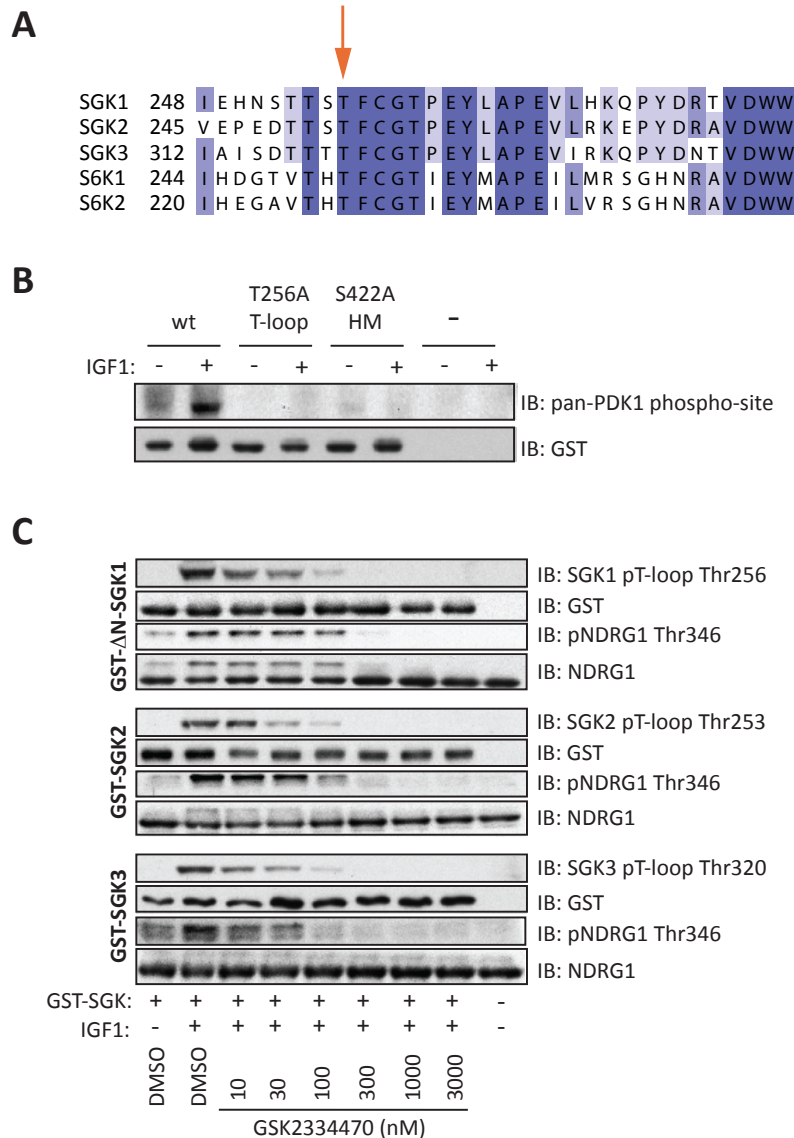 A
SGK1 248 I E H N S T T S T F C G T P E Y L A P E V L H K Q P Y D R T V D W W
SGK2 245 V E P E D T T S T F C G T P E Y L A P E V L R K E P Y D R A V D W W
SGK3 312 I A I S D T T T T F C G T P E Y L A P E V I R K Q P Y D N T V D W W
S6K1 244 I H D G T V T H T F C G T I E Y M A P E I L M R S G H N R A V D W W
S6K2 220 I H E G A V T H T F C G T I E Y M A P E I L V R S G H N R A V D W W
B
T256A S422A
wt T-loop HM –
IGF1: - + - + - + - +
IB: pan-PDK1 phospho-site
IB: GST
C
GST-ΔN-SGK1
IB: SGK1 pT-loop Thr256
IB: GST
IB: pNDRG1 Thr346
IB: NDRG1
GST-SGK2
IB: SGK2 pT-loop Thr253
IB: GST
IB: pNDRG1 Thr346
IB: NDRG1
GST-SGK3
IB: SGK3 pT-loop Thr320
IB: GST
IB: pNDRG1 Thr346
IB: NDRG1
GST-SGK: + + + + + + + + -
IGF1: - + + + + + + + -
DMSO DMSO 10 30 100 300 1000 3000
GSK2334470 (nM)